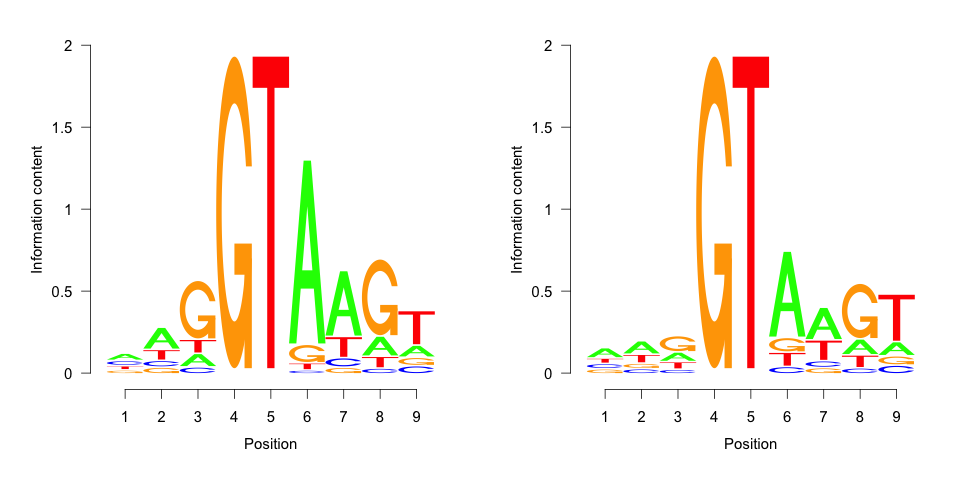 Information content
2
1.5
1
0.5
0
A C T G
A T C G
G T A C
G
T
A G T C
A T C G
G A T C
T A G C
1 2 3 4 5 6 7 8 9
Position
Information content
2
1.5
1
0.5
0
A T C G
A T G C
G A T C
G
T
A G T C
A T C G
G A T C
T A G C
1 2 3 4 5 6 7 8 9
Position